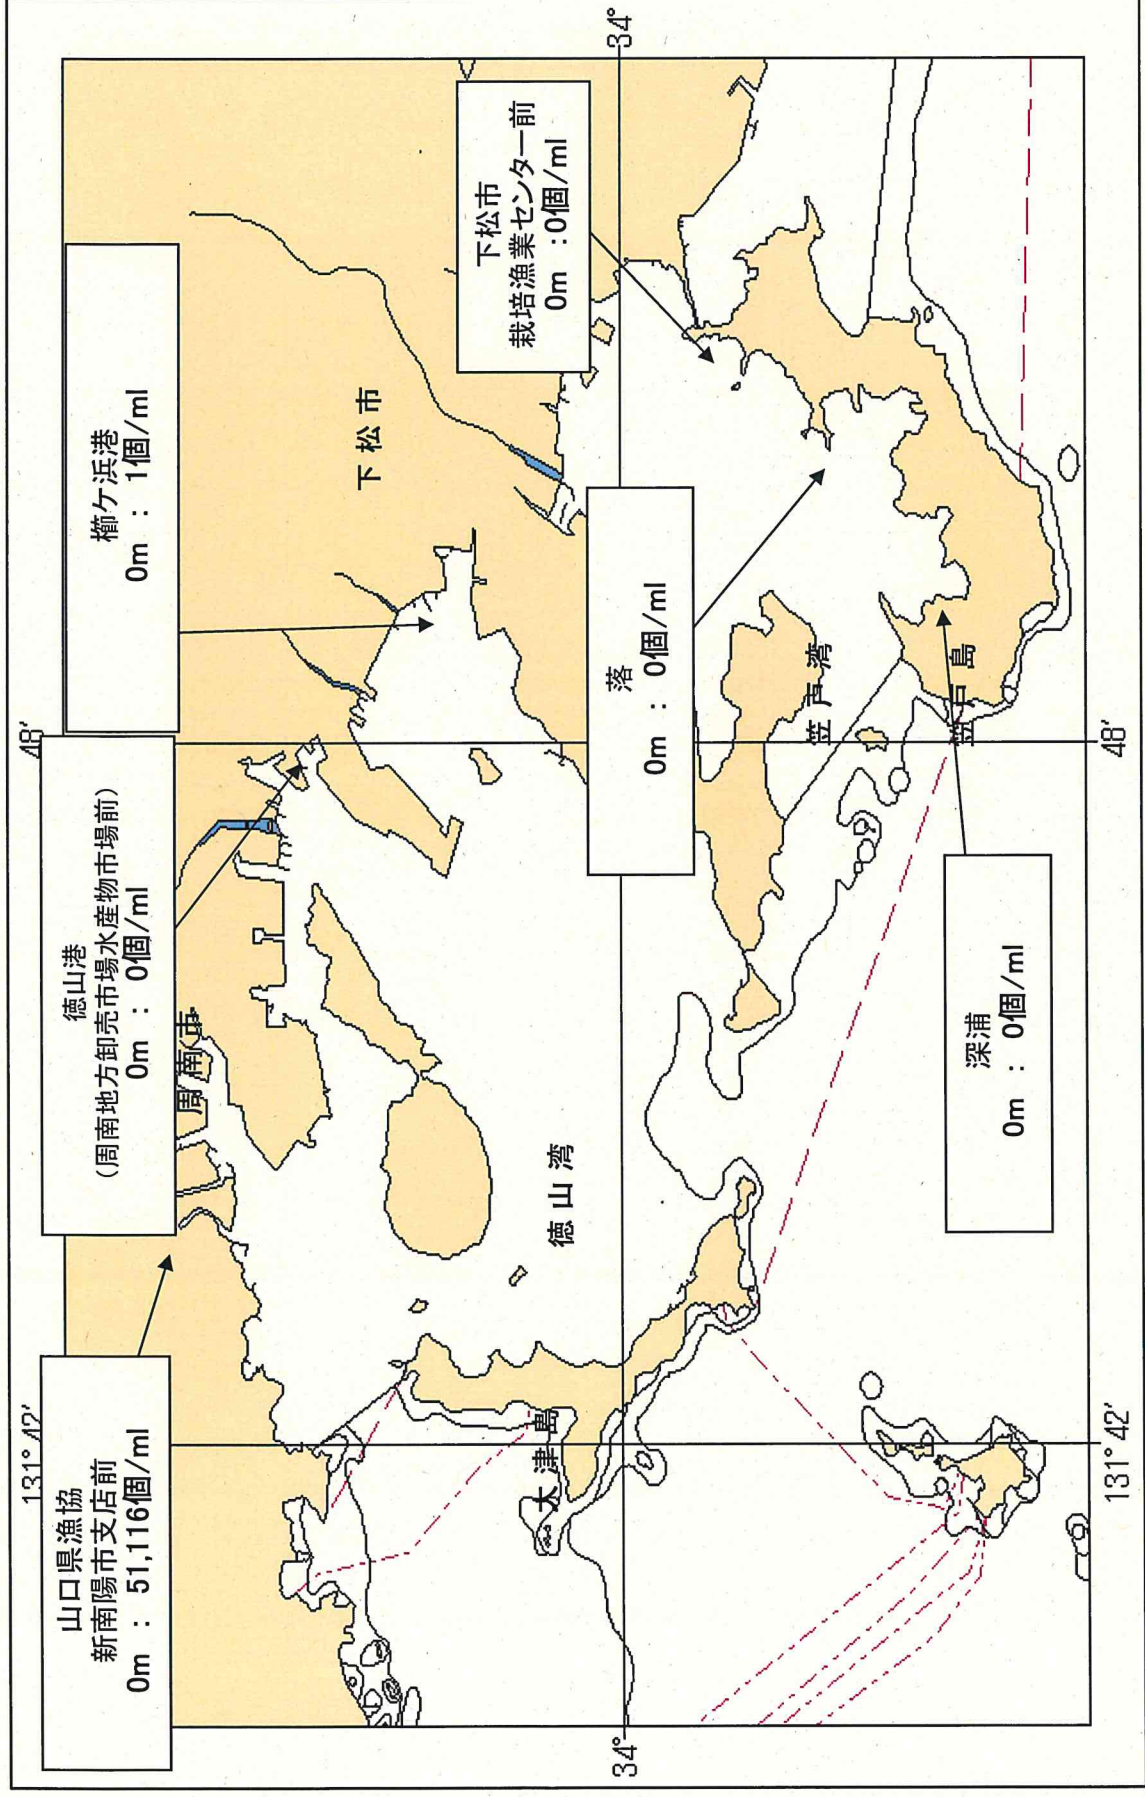 山口県漁協
新南陽市支店前
0m ： 51,116個/ml
徳山港
(周南地方卸売市場水産物市場前)
0m ： 0個/ml
櫛ケ浜港
0m ： 1個/ml
下松市
栽培漁業センター前
0m ：0個/ml
落
0m ： 0個/ml
深浦
0m ： 0個/ml
周南市
下松市
徳山湾
笠戸湾
笠戸島
大津島
131° 42′
48′
34°
34°
131° 42′
48′